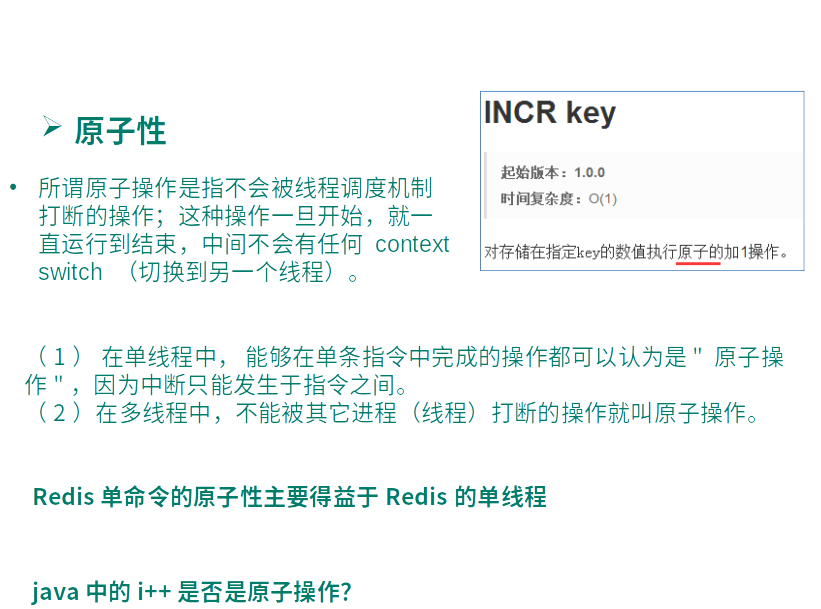 ➢ 原子性
• 所谓原子操作是指不会被线程调度机制
打断的操作；这种操作一旦开始，就一
直运行到结束，中间不会有任何 context
switch （切换到另一个线程）。
INCR key
起始版本：1.0.0
时间复杂度：O(1)
对存储在指定key的数值执行原子的加1操作。
（ 1 ） 在单线程中， 能够在单条指令中完成的操作都可以认为是 " 原子操
作 " ，因为中断只能发生于指令之间。
（ 2 ）在多线程中，不能被其它进程（线程）打断的操作就叫原子操作。
Redis 单命令的原子性主要得益于 Redis 的单线程
java 中的 i++ 是否是原子操作？